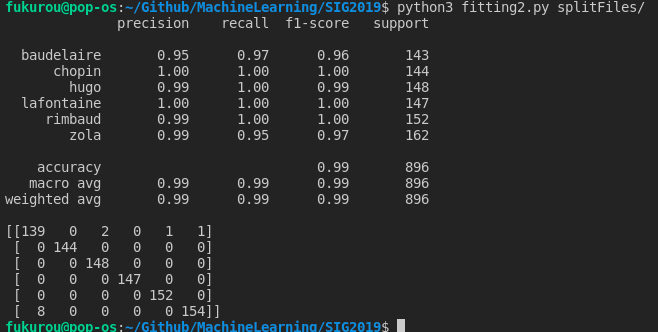 fukurou@pop-os:~/Github/MachineLearning/SIG2019$ python3 fitting2.py splitFiles/
              precision    recall  f1-score   support

  baudelaire       0.95      0.97      0.96       143
      chopin       1.00      1.00      1.00       144
        hugo       0.99      1.00      0.99       148
  lafontaine       1.00      1.00      1.00       147
     rimbaud       0.99      1.00      1.00       152
        zola       0.99      0.95      0.97       162

    accuracy                           0.99       896
   macro avg       0.99      0.99      0.99       896
weighted avg       0.99      0.99      0.99       896

[[139   0   2   0   1   1]
 [  0 144   0   0   0   0]
 [  0   0 148   0   0   0]
 [  0   0   0 147   0   0]
 [  0   0   0   0 152   0]
 [  8   0   0   0   0 154]]
fukurou@pop-os:~/Github/MachineLearning/SIG2019$